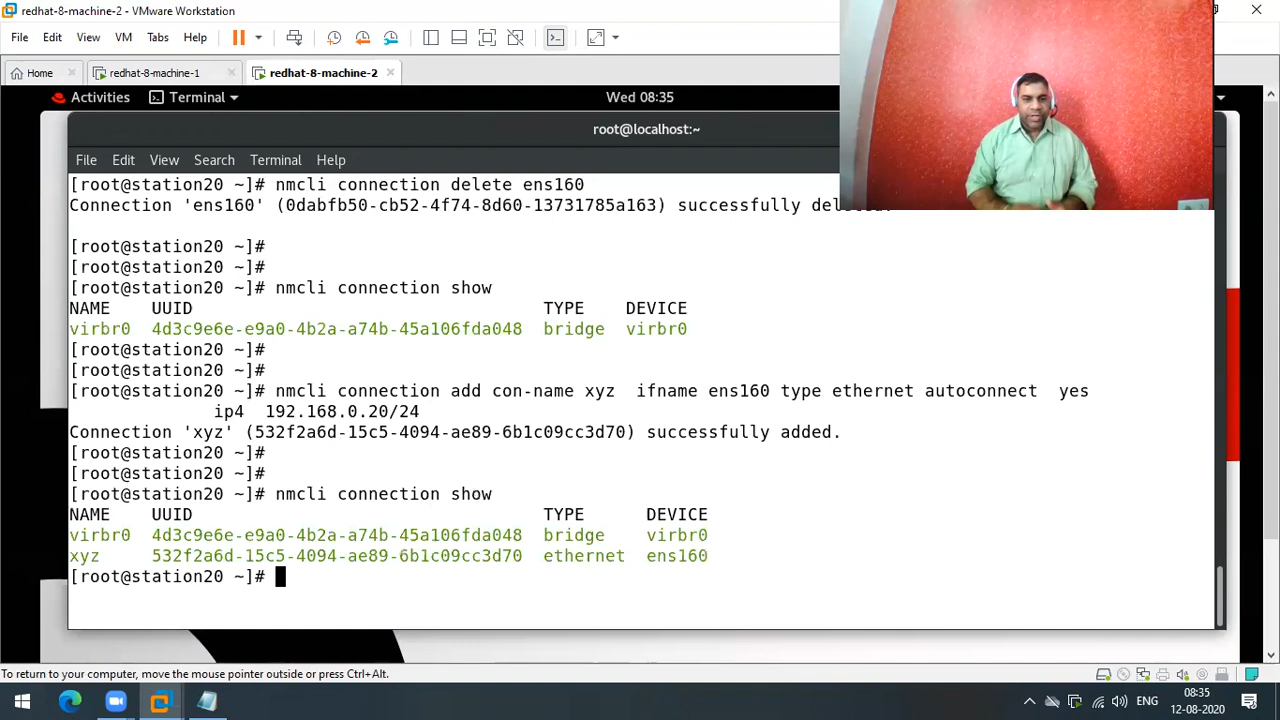 redhat-8-machine-2 - VMware Workstation
File Edit View VM Tabs Help
Home redhat-8-machine-1 redhat-8-machine-2
Activities Terminal Wed 08:35
root@localhost:~
File Edit View Search Terminal Help
[root@station20 ~]# nmcli connection delete ens160
Connection 'ens160' (0dabfb50-cb52-4f74-8d60-13731785a163) successfully
[root@station20 ~]#
[root@station20 ~]#
[root@station20 ~]# nmcli connection show
NAME UUID TYPE DEVICE
virbr0 4d3c9e6e-e9a0-4b2a-a74b-45a106fda048 bridge virbr0
[root@station20 ~]#
[root@station20 ~]#
[root@station20 ~]# nmcli connection add con-name xyz ifname ens160 type ethernet autoconnect yes
ip4 192.168.0.20/24
Connection 'xyz' (532f2a6d-15c5-4094-ae89-6b1c09cc3d70) successfully added.
[root@station20 ~]#
[root@station20 ~]#
[root@station20 ~]# nmcli connection show
NAME UUID TYPE DEVICE
virbr0 4d3c9e6e-e9a0-4b2a-a74b-45a106fda048 bridge virbr0
xyz 532f2a6d-15c5-4094-ae89-6b1c09cc3d70 ethernet ens160
[root@station20 ~]#
To return to your computer, move the mouse pointer outside or press Ctrl+Alt.
ENG 08:35
12-08-2020